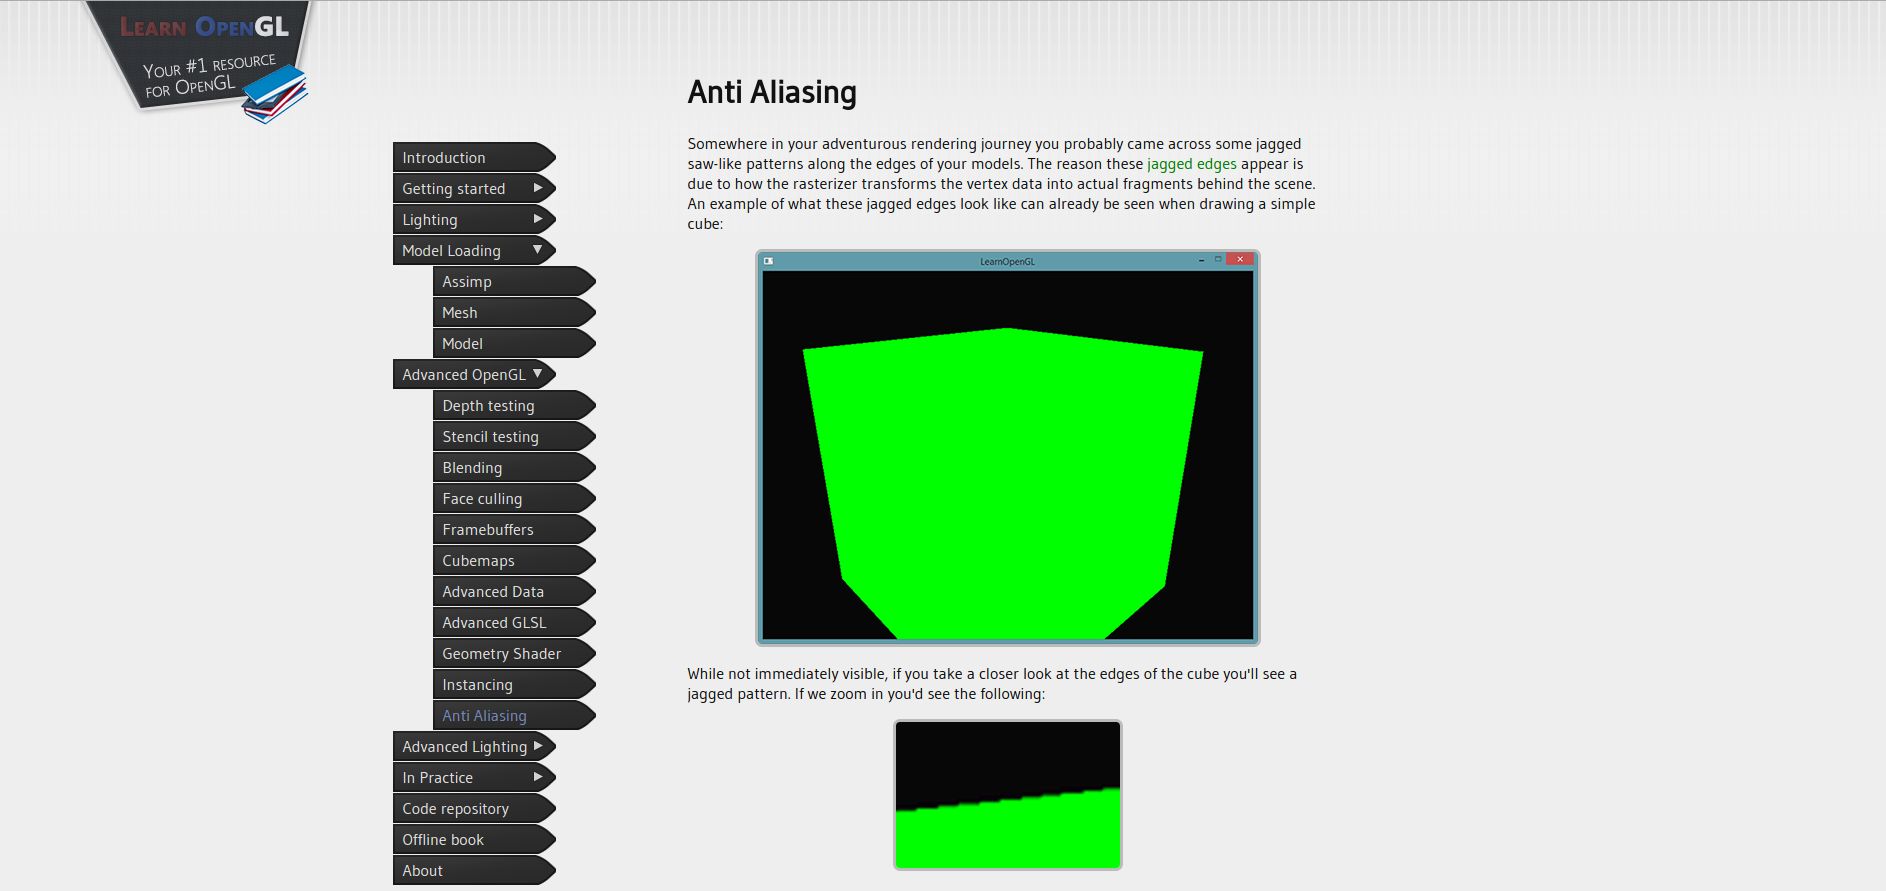 LEARN OPENGL
YOUR #1 RESOURCE
FOR OPENGL
Introduction
Getting started
Lighting
Model Loading
Assimp
Mesh
Model
Advanced OpenGL
Depth testing
Stencil testing
Blending
Face culling
Framebuffers
Cubemaps
Advanced Data
Advanced GLSL
Geometry Shader
Instancing
Anti Aliasing
Advanced Lighting
In Practice
Code repository
Offline book
About
Anti Aliasing
Somewhere in your adventurous rendering journey you probably came across some jagged
saw-like patterns along the edges of your models. The reason these jagged edges appear is
due to how the rasterizer transforms the vertex data into actual fragments behind the scene.
An example of what these jagged edges look like can already be seen when drawing a simple
cube:
LearnOpenGL
While not immediately visible, if you take a closer look at the edges of the cube you'll see a
jagged pattern. If we zoom in you'd see the following: